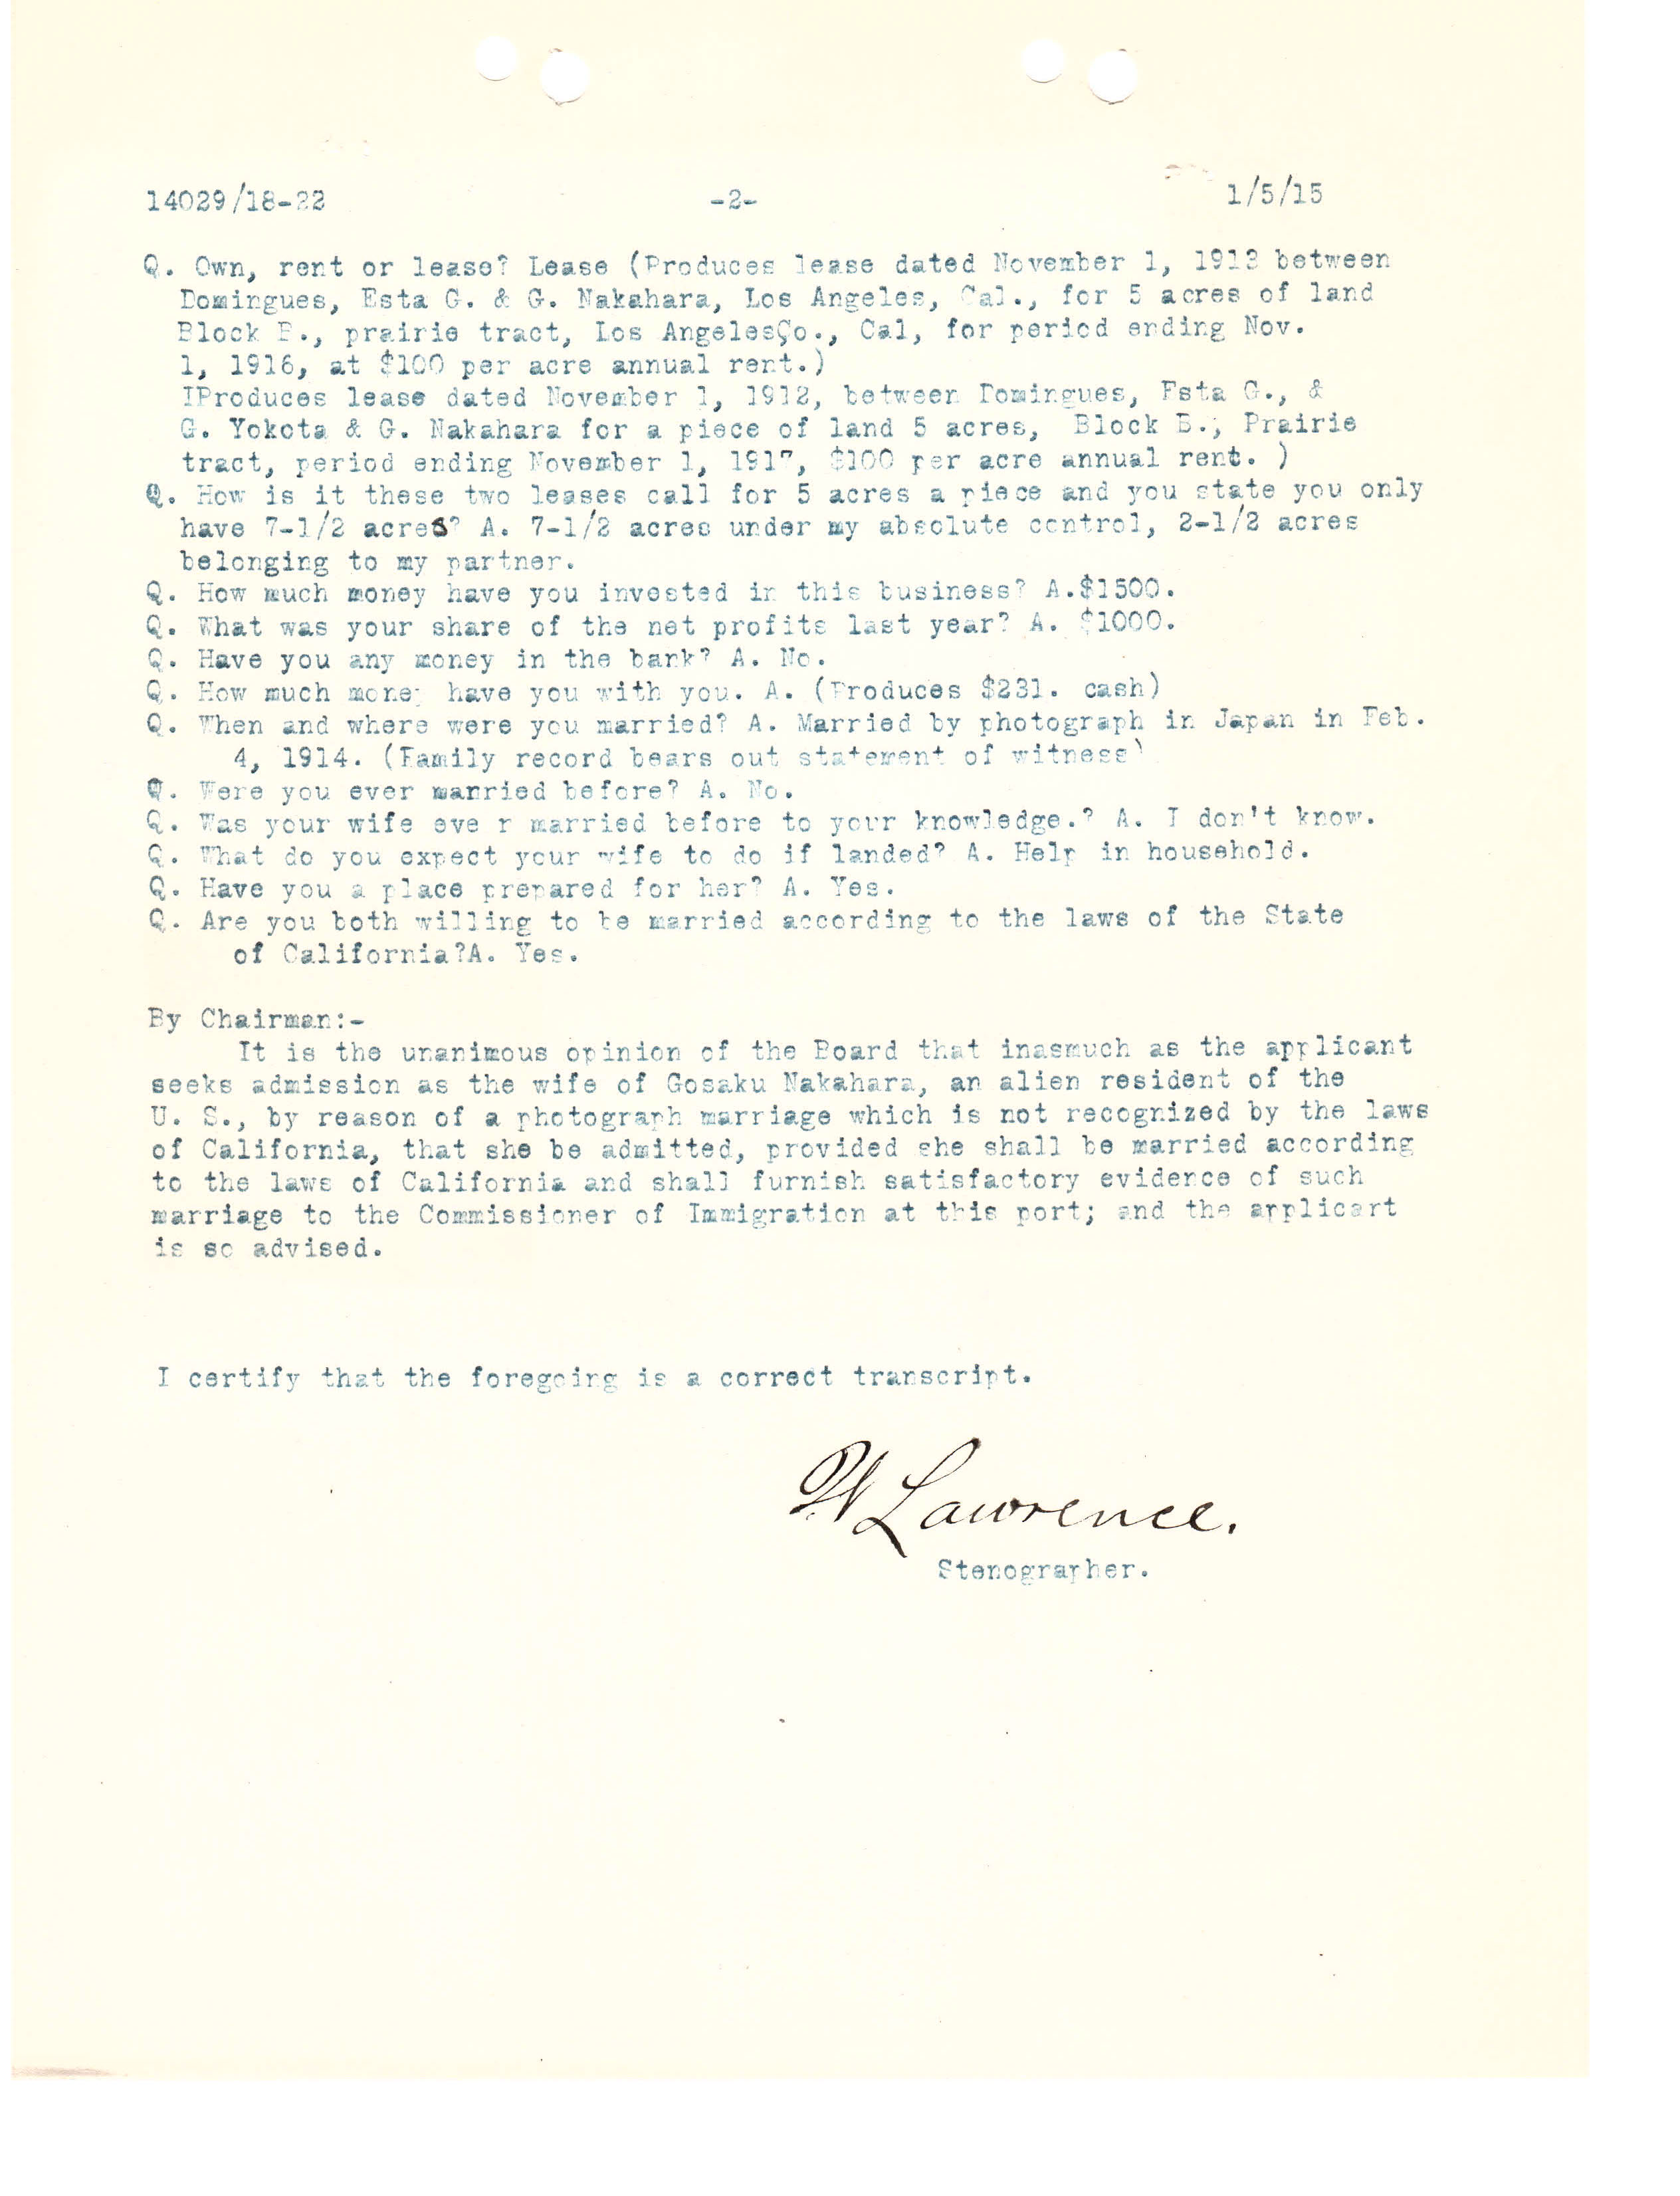 14029/18-22 -2- 1/5/15
Q. Own, rent or lease? Lease (Produces lease dated November 1, 1913 between
Domingues, Esta G. & G. Nakahara, Los Angeles, Cal., for 5 acres of land
Block B., prairie tract, Los AngelesCo., Cal, for period ending Nov.
1, 1916, at $100 per acre annual rent.)
IProduces lease dated November 1, 1912, between Domingues, Esta G., &
G. Yokota & G. Nakahara for a piece of land 5 acres, Block B., Prairie
tract, period ending November 1, 1917, $100 per acre annual rent. )
Q. How is it these two leases call for 5 acres a piece and you state you only
have 7-1/2 acres? A. 7-1/2 acres under my absolute control, 2-1/2 acres
belonging to my partner.
Q. How much money have you invested in this business? A.$1500.
Q. What was your share of the net profits last year? A. $1000.
Q. Have you any money in the bank? A. No.
Q. How much money have you with you. A. (Produces $231. cash)
Q. When and where were you married? A. Married by photograph in Japan in Feb.
4, 1914. (Family record bears out statement of witness)
Q. Were you ever married before? A. No.
Q. Was your wife eve r married before to your knowledge.? A. I don't know.
Q. What do you expect your wife to do if landed? A. Help in household.
Q. Have you a place prepared for her? A. Yes.
Q. Are you both willing to be married according to the laws of the State
of California?A. Yes.
By Chairman:-
It is the unanimous opinion of the Board that inasmuch as the applicant
seeks admission as the wife of Gosaku Nakahara, an alien resident of the
U. S., by reason of a photograph marriage which is not recognized by the laws
of California, that she be admitted, provided she shall be married according
to the laws of California and shall furnish satisfactory evidence of such
marriage to the Commissioner of Immigration at this port; and the applicant
is so advised.
I certify that the foregoing is a correct transcript.
W Lawrence.
Stenographer.